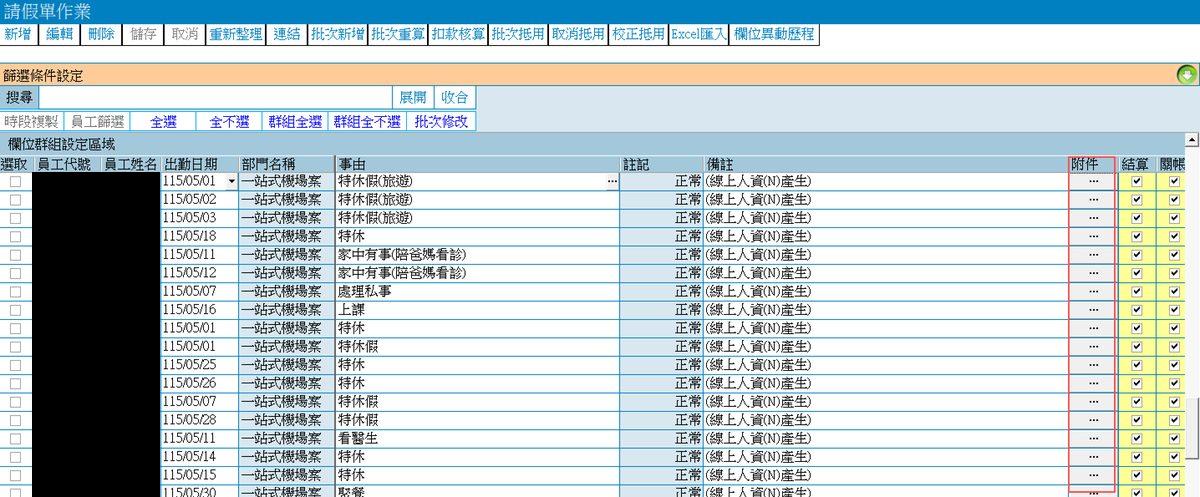 請假單作業
新增 編輯 刪除 儲存 取消 重新整理 連結 批次新增 批次重算 扣款核算 批次抵用 取消抵用 校正抵用 Excel匯入 欄位異動歷程
篩選條件設定
搜尋 展開 收合
時段複製 員工篩選 全選 全不選 群組全選 群組全不選 批次修改
欄位群組設定區域
選取 員工代號 員工姓名 出勤日期 部門名稱 事由 註記 備註 附件 結算 關帳
115/05/01 一站式機場案 特休假(旅遊) ... 正常 (線上人資(N)產生) ...
115/05/02 一站式機場案 特休假(旅遊) 正常 (線上人資(N)產生) ...
115/05/03 一站式機場案 特休假(旅遊) 正常 (線上人資(N)產生) ...
115/05/18 一站式機場案 特休 正常 (線上人資(N)產生) ...
115/05/11 一站式機場案 家中有事(陪爸媽看診) 正常 (線上人資(N)產生) ...
115/05/12 一站式機場案 家中有事(陪爸媽看診) 正常 (線上人資(N)產生) ...
115/05/07 一站式機場案 處理私事 正常 (線上人資(N)產生) ...
115/05/16 一站式機場案 上課 正常 (線上人資(N)產生) ...
115/05/01 一站式機場案 特休 正常 (線上人資(N)產生) ...
115/05/01 一站式機場案 特休假 正常 (線上人資(N)產生) ...
115/05/25 一站式機場案 特休 正常 (線上人資(N)產生) ...
115/05/26 一站式機場案 特休 正常 (線上人資(N)產生) ...
115/05/07 一站式機場案 特休假 正常 (線上人資(N)產生) ...
115/05/28 一站式機場案 特休假 正常 (線上人資(N)產生) ...
115/05/11 一站式機場案 看醫生 正常 (線上人資(N)產生) ...
115/05/14 一站式機場案 特休 正常 (線上人資(N)產生) ...
115/05/15 一站式機場案 特休 正常 (線上人資(N)產生) ...
115/05/30 一站式機場案 聚餐 正常 (線上人資(N)產生) ...